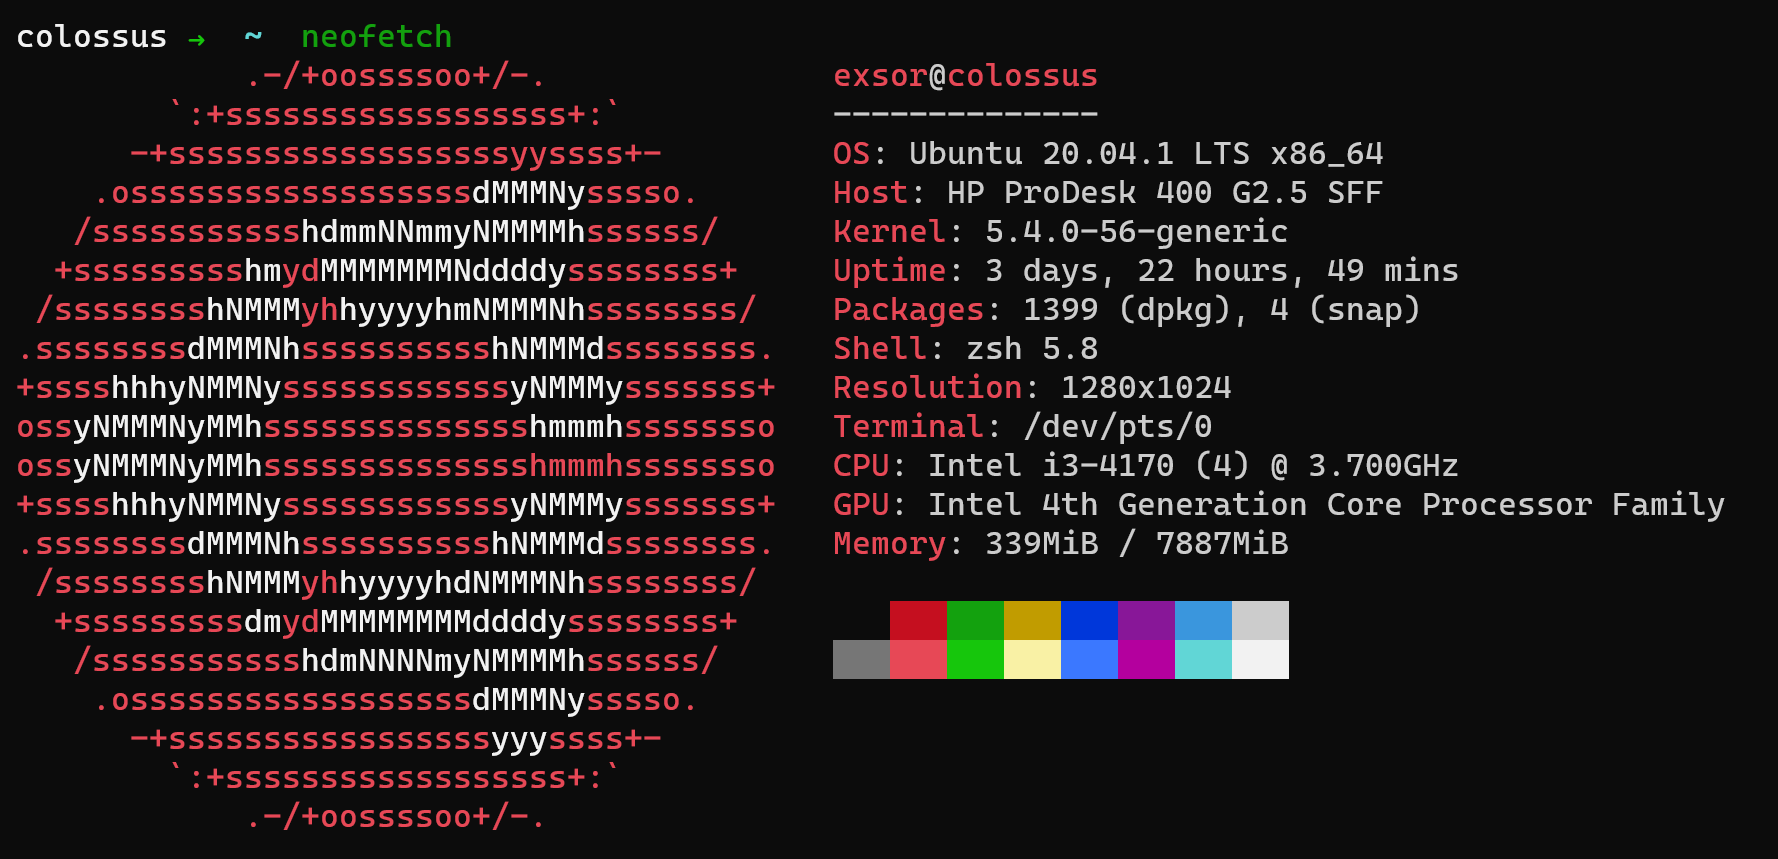 colossus → ~ neofetch
.-/+oossssoo+/-.
`:+ssssssssssssssssss+:`
-+ssssssssssssssssssyyssss+-
.ossssssssssssssssssdMMMNysssso.
/ssssssssssshdmmNNmmyNMMMMhssssss/
+ssssssssshmydMMMMMMMNddddyssssssss+
/sssssssshNMMMyhhyyyyhmNMMMNhssssssss/
.ssssssssdMMMNhsssssssssshNMMMdssssssss.
+sssshhhyNMMNyssssssssssssyNMMMysssssss+
ossyNMMMNyMMhsssssssssssssshmmmhssssssso
ossyNMMMNyMMhsssssssssssssshmmmhssssssso
+sssshhhyNMMNyssssssssssssyNMMMysssssss+
.ssssssssdMMMNhsssssssssshNMMMdssssssss.
/sssssssshNMMMyhhyyyyhdNMMMNhssssssss/
+sssssssssdmydMMMMMMMMddddyssssssss+
/ssssssssssshdmNNNNmyNMMMMhssssss/
.ossssssssssssssssssdMMMNysssso.
-+sssssssssssssssssyyyssss+-
`:+ssssssssssssssssss+:`
.-/+oossssoo+/-.
exsor@colossus
--------------
OS: Ubuntu 20.04.1 LTS x86_64
Host: HP ProDesk 400 G2.5 SFF
Kernel: 5.4.0-56-generic
Uptime: 3 days, 22 hours, 49 mins
Packages: 1399 (dpkg), 4 (snap)
Shell: zsh 5.8
Resolution: 1280x1024
Terminal: /dev/pts/0
CPU: Intel i3-4170 (4) @ 3.700GHz
GPU: Intel 4th Generation Core Processor Family
Memory: 339MiB / 7887MiB